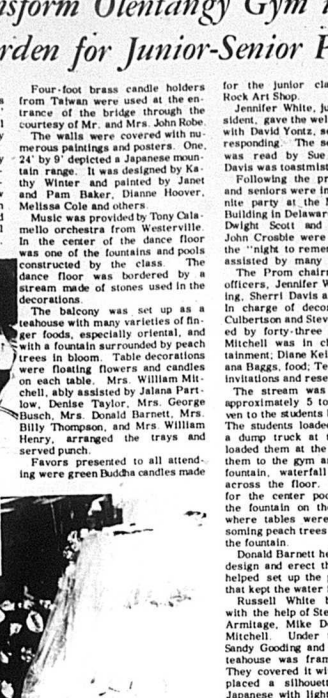 nsform Olentangy Gym
rden for Junior-Senior
Four-foot brass candle holders
from Taiwan were used at the en-
trance of the bridge through the
courtesy of Mr. and Mrs. John Robe.
The walls were covered with nu-
merous paintings and posters. One,
24' by 9' depicted a Japanese moun-
tain range. It was designed by Ka-
thy Winter and painted by Janet
and Pam Baker, Dianne Hoover,
Melissa Cole and others.
Music was provided by Tony Cala-
mello orchestra from Westerville.
In the center of the dance floor
was one of the fountains and pools
constructed by the class. The
dance floor was bordered by a
stream made of stones used in the
decorations.
The balcony was set up as a
teahouse with many varieties of fin-
ger foods, especially oriental, and
with a fountain surrounded by peach
trees in bloom. Table decorations
were floating flowers and candles
on each table. Mrs. William Mit-
chell, ably assisted by Jalana Part-
low, Denise Taylor, Mrs. George
Busch, Mrs. Donald Barnett, Mrs.
Billy Thompson, and Mrs. William
Henry, arranged the trays and
served punch.
Favors presented to all attend-
ing were green Buddha candles made
for the junior cla
Rock Art Shop.
Jennifer White, ju
sident, gave the wel
with David Yontz, s
responding. The s
was read by Sue
Davis was toastmist
Following the pr
and seniors were in
nite party at the
Building in Delawar
Dwight Scott and
John Crosble were
the "night to remem
assisted by many
The Prom chairm
officers, Jennifer W
ing, Sherri Davis a
In charge of decor
Culbertson and Stev
ed by forty-three
Mitchell was in ch
tainment; Diane Kel
ana Baggs, food; Te
invitations and rese
The stream was
approximately 5 to
ven to the students
The students loaded
a dump truck at
loaded them at the
them to the gym a
fountain, waterfall
across the floor.
for the center poo
the fountain on th
where tables were
soming peach trees
the fountain.
Donald Barnett he
design and erect th
helped set up the
that kept the water
Russell White
with the help of Ste
Armitage, Mike D
Mitchell. Under
Sandy Gooding and
teahouse was fram
They covered it wi
placed a silhouet
Japanese with ligh